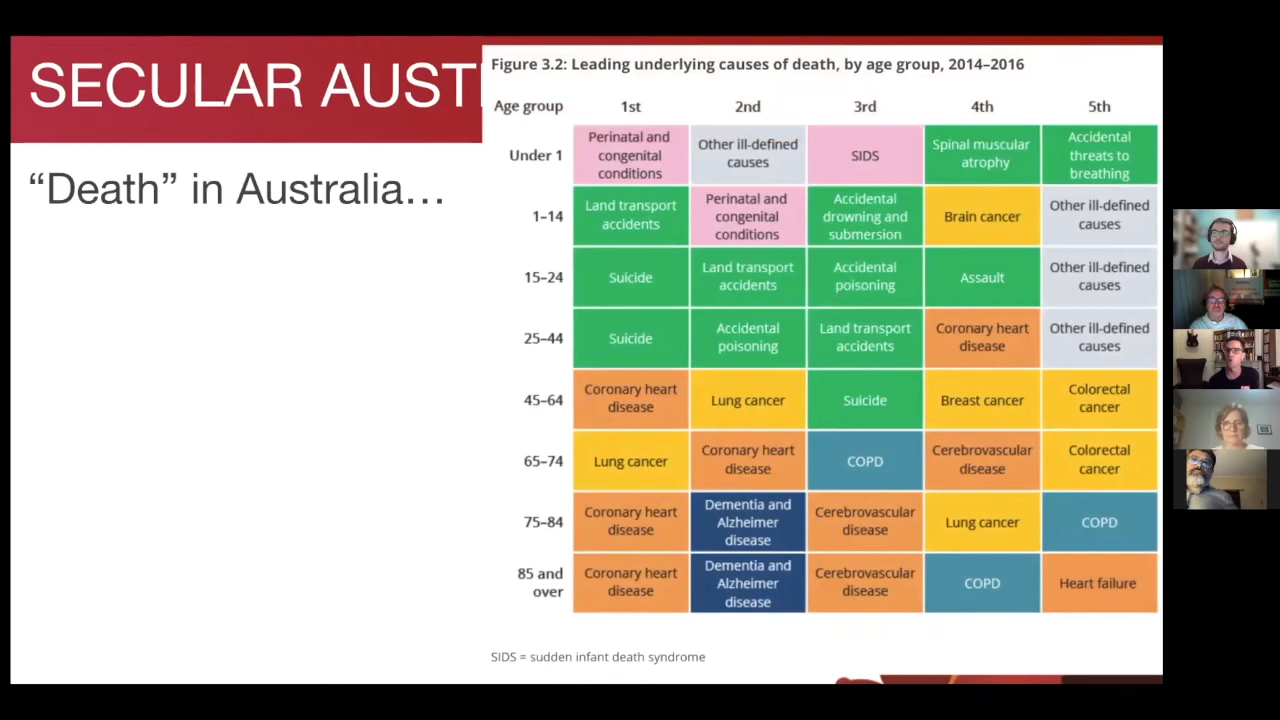 SECULAR AUST
“Death” in Australia…
Figure 3.2: Leading underlying causes of death, by age group, 2014–2016
Age group 1st 2nd 3rd 4th 5th
Under 1
Perinatal and
congenital
conditions
Other ill-defined
causes
SIDS
Spinal muscular
atrophy
Accidental
threats to
breathing
1–14
Land transport
accidents
Perinatal and
congenital
conditions
Accidental
drowning and
submersion
Brain cancer
Other ill-defined
causes
15–24
Suicide
Land transport
accidents
Accidental
poisoning
Assault
Other ill-defined
causes
25–44
Suicide
Accidental
poisoning
Land transport
accidents
Coronary heart
disease
Other ill-defined
causes
45–64
Coronary heart
disease
Lung cancer
Suicide
Breast cancer
Colorectal
cancer
65–74
Lung cancer
Coronary heart
disease
COPD
Cerebrovascular
disease
Colorectal
cancer
75–84
Coronary heart
disease
Dementia and
Alzheimer
disease
Cerebrovascular
disease
Lung cancer
COPD
85 and
over
Coronary heart
disease
Dementia and
Alzheimer
disease
Cerebrovascular
disease
COPD
Heart failure
SIDS = sudden infant death syndrome